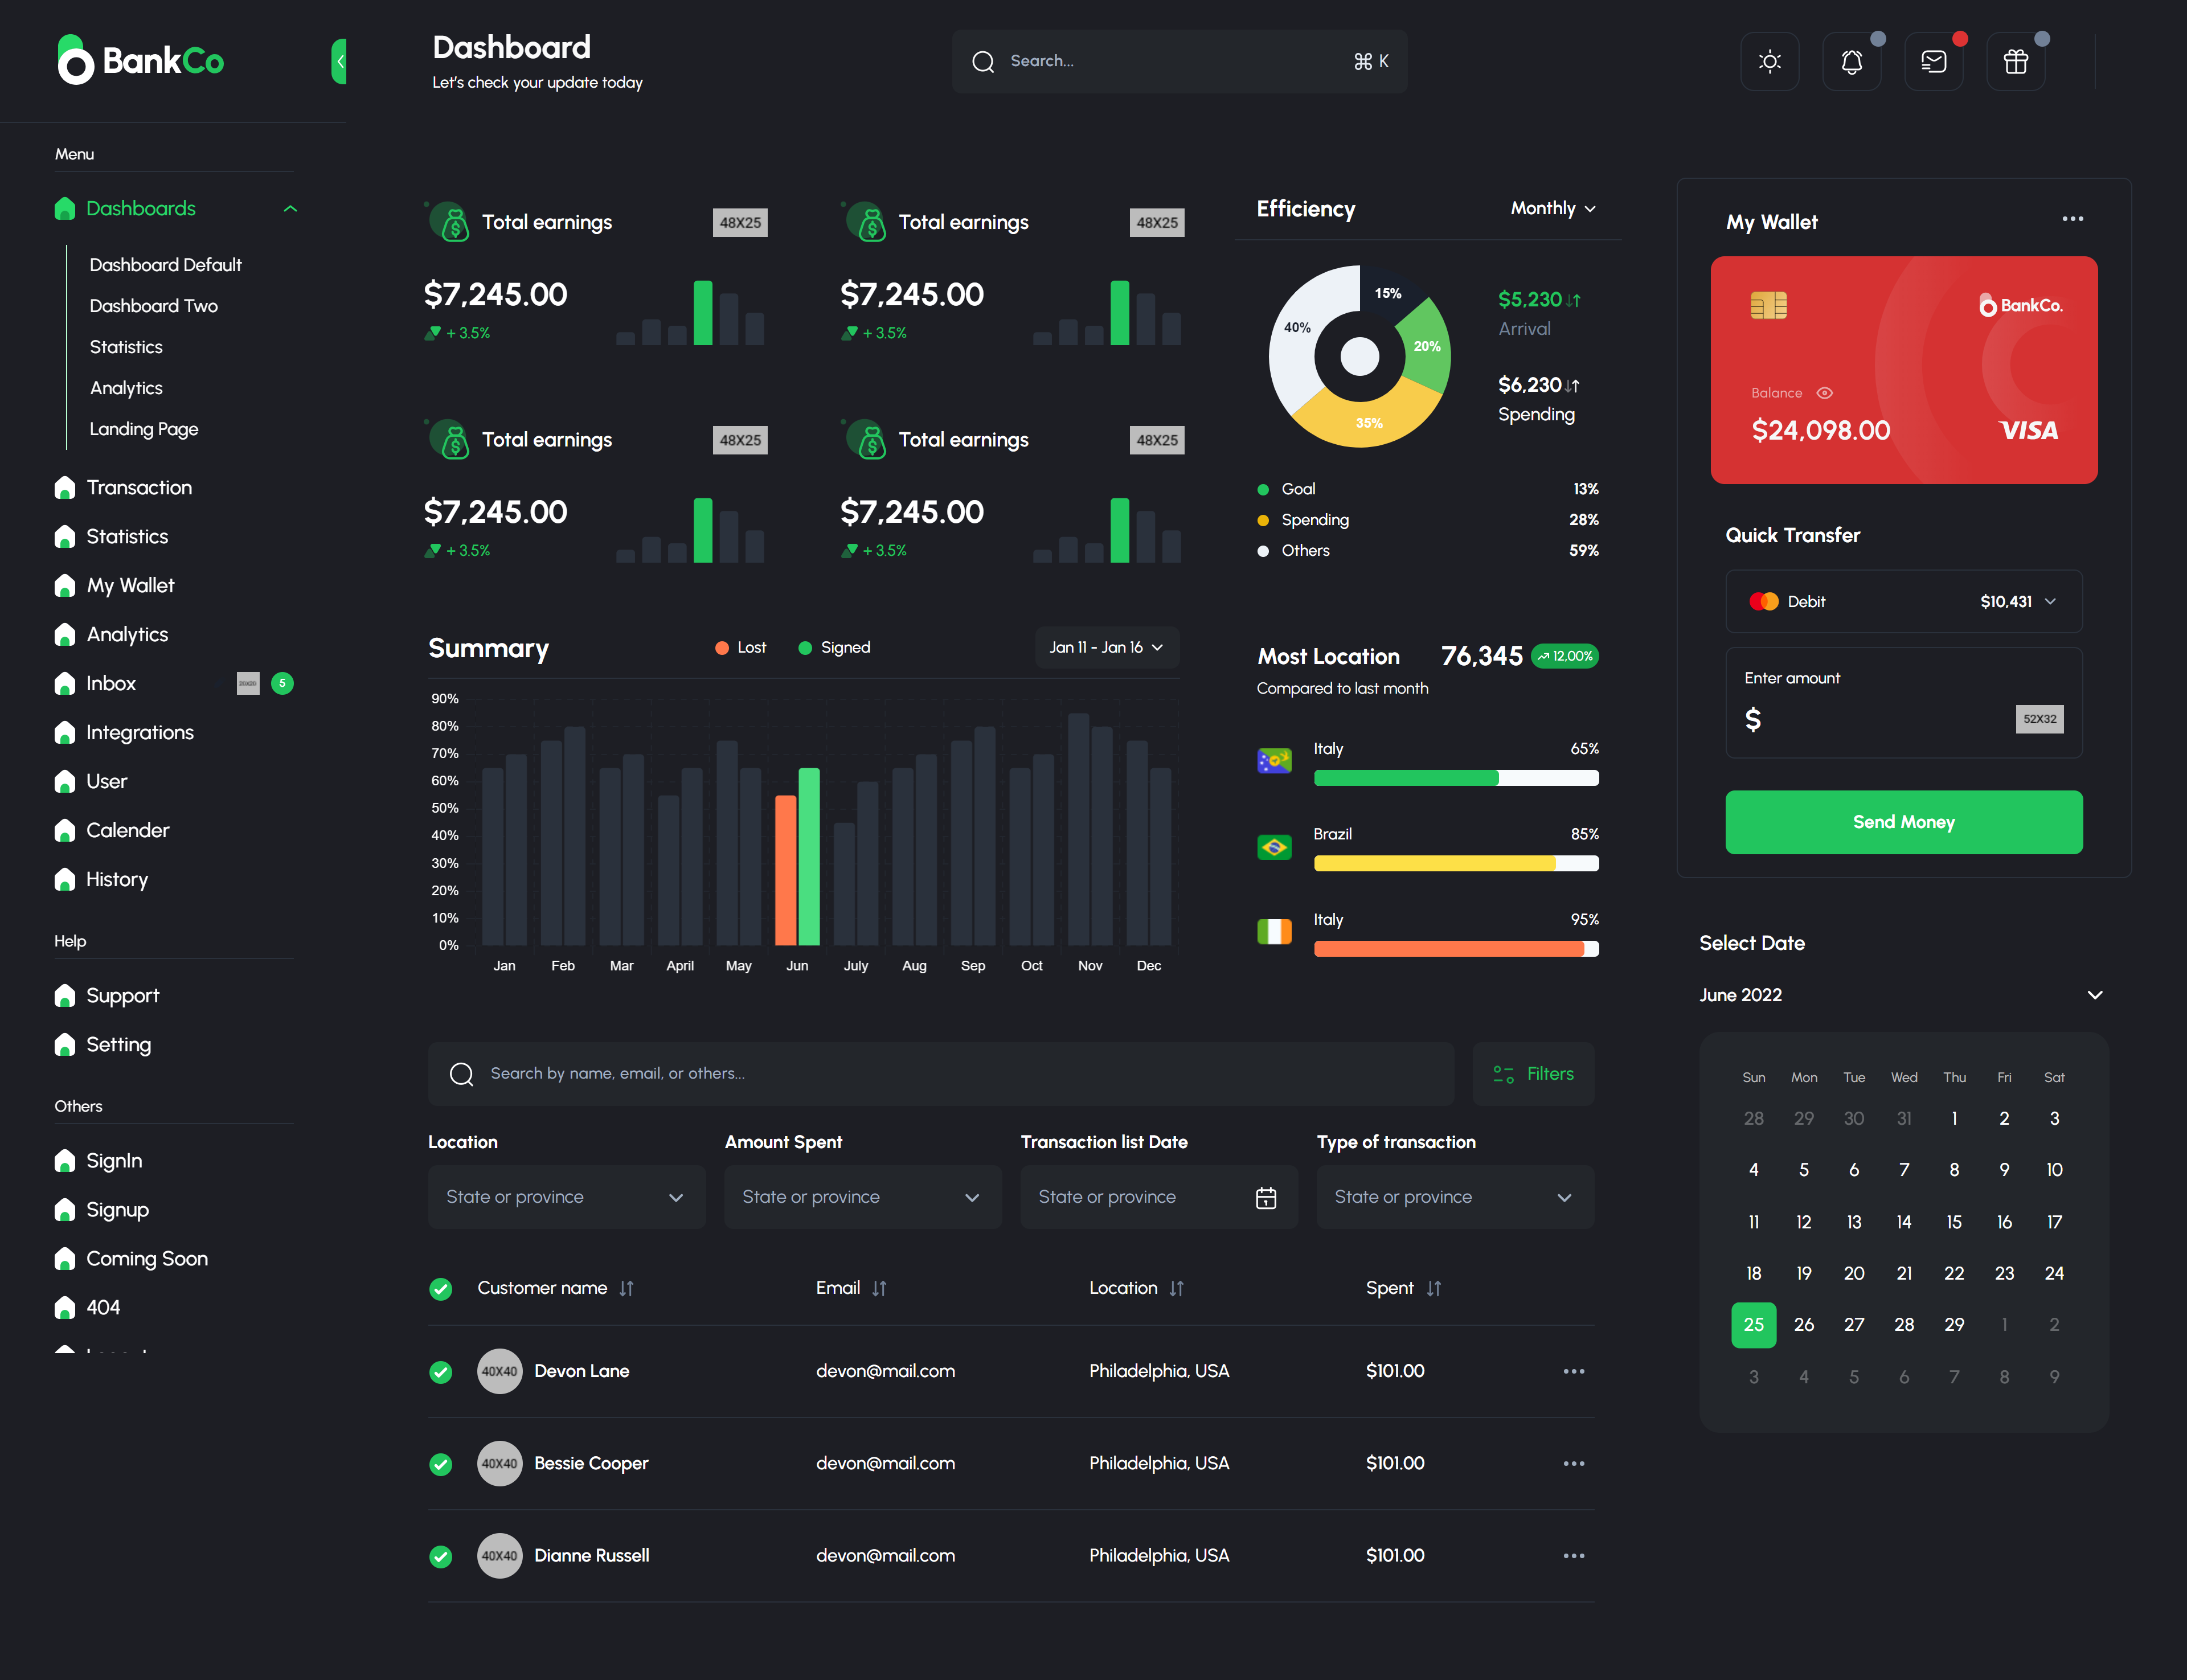 BankCo
Dashboard
Let's check your update today
Search...
⌘ K
Menu
Dashboards
Dashboard Default
Dashboard Two
Statistics
Analytics
Landing Page
Transaction
Statistics
My Wallet
Analytics
Inbox
5
Integrations
User
Calender
History
Help
Support
Setting
Others
SignIn
Signup
Coming Soon
404
Total earnings
48X25
$7,245.00
+ 3.5%
Total earnings
48X25
$7,245.00
+ 3.5%
Total earnings
48X25
$7,245.00
+ 3.5%
Total earnings
48X25
$7,245.00
+ 3.5%
Efficiency
Monthly
15%
40%
20%
35%
$5,230
Arrival
$6,230
Spending
Goal 13%
Spending 28%
Others 59%
Summary
Lost
Signed
Jan 11 - Jan 16
90%
80%
70%
60%
50%
40%
30%
20%
10%
0%
Jan Feb Mar April May Jun July Aug Sep Oct Nov Dec
Most Location
76,345
12,00%
Compared to last month
Italy 65%
Brazil 85%
Italy 95%
Search by name, email, or others...
Filters
Location
State or province
Amount Spent
State or province
Transaction list Date
State or province
Type of transaction
State or province
Customer name Email Location Spent
40X40 Devon Lane devon@mail.com Philadelphia, USA $101.00
40X40 Bessie Cooper devon@mail.com Philadelphia, USA $101.00
40X40 Dianne Russell devon@mail.com Philadelphia, USA $101.00
My Wallet
BankCo.
Balance
$24,098.00
VISA
Quick Transfer
Debit $10,431
Enter amount
$
52X32
Send Money
Select Date
June 2022
Sun Mon Tue Wed Thu Fri Sat
28 29 30 31 1 2 3
4 5 6 7 8 9 10
11 12 13 14 15 16 17
18 19 20 21 22 23 24
25 26 27 28 29 1 2
3 4 5 6 7 8 9